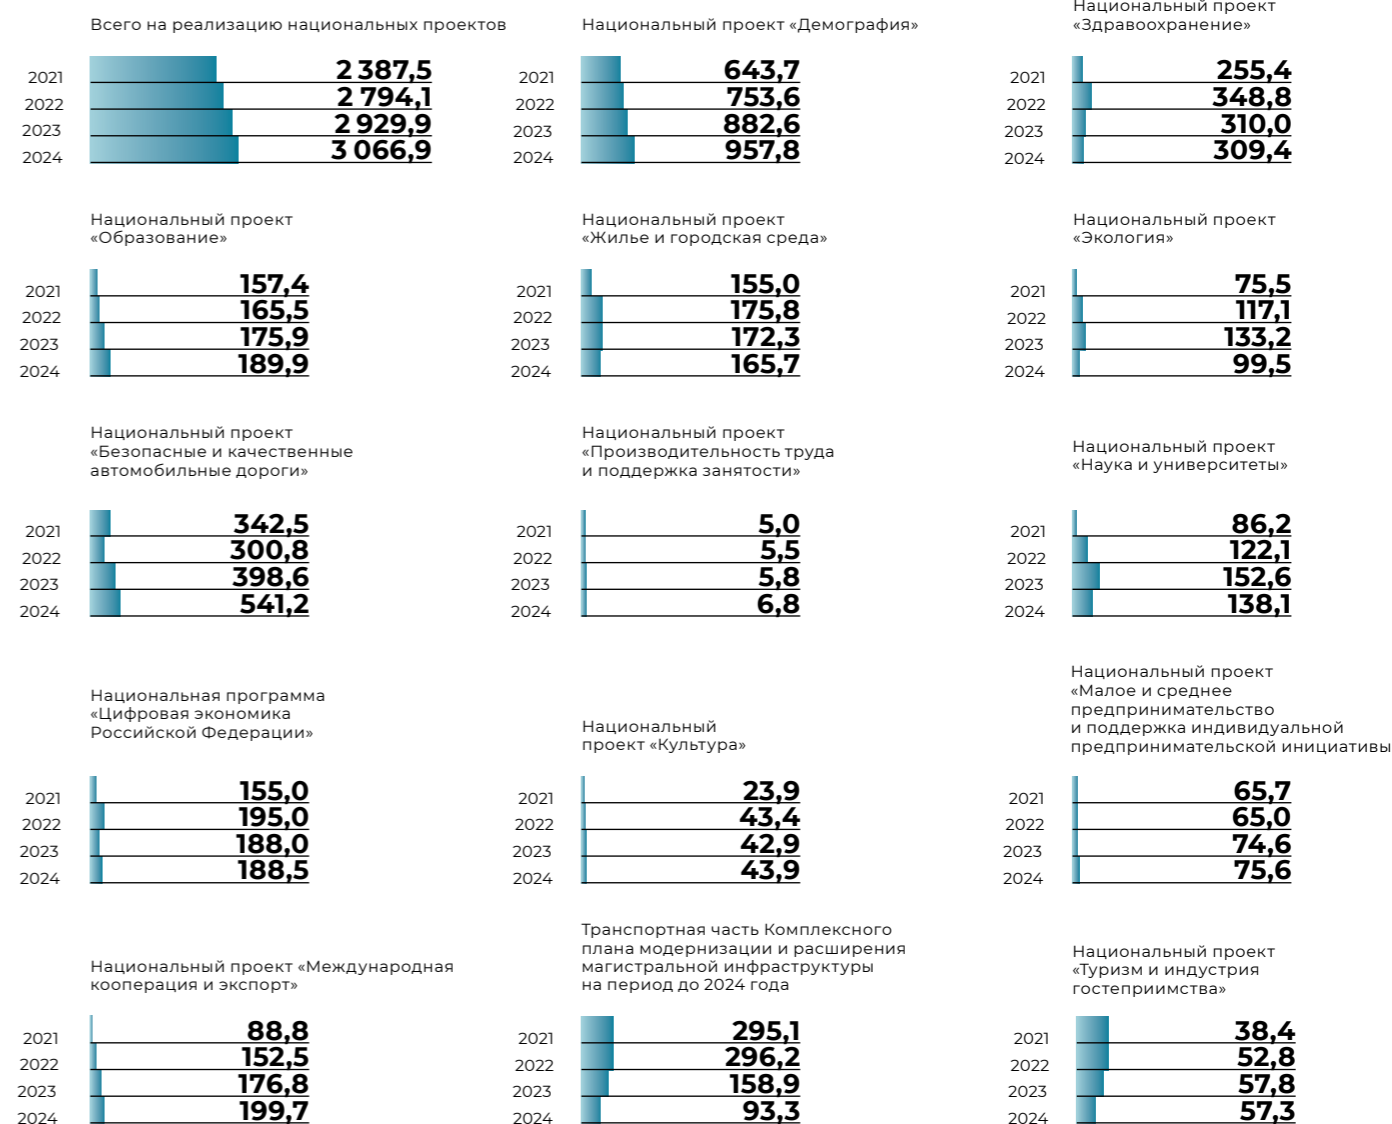 Всего на реализацию национальных проектов
2021 2 387,5
2022 2 794,1
2023 2 929,9
2024 3 066,9
Национальный проект «Демография»
2021 643,7
2022 753,6
2023 882,6
2024 957,8
Национальный проект
«Здравоохранение»
2021 255,4
2022 348,8
2023 310,0
2024 309,4
Национальный проект
«Образование»
2021 157,4
2022 165,5
2023 175,9
2024 189,9
Национальный проект
«Жилье и городская среда»
2021 155,0
2022 175,8
2023 172,3
2024 165,7
Национальный проект
«Экология»
2021 75,5
2022 117,1
2023 133,2
2024 99,5
Национальный проект
«Безопасные и качественные
автомобильные дороги»
2021 342,5
2022 300,8
2023 398,6
2024 541,2
Национальный проект
«Производительность труда
и поддержка занятости»
2021 5,0
2022 5,5
2023 5,8
2024 6,8
Национальный проект
«Наука и университеты»
2021 86,2
2022 122,1
2023 152,6
2024 138,1
Национальная программа
«Цифровая экономика
Российской Федерации»
2021 155,0
2022 195,0
2023 188,0
2024 188,5
Национальный
проект «Культура»
2021 23,9
2022 43,4
2023 42,9
2024 43,9
Национальный проект
«Малое и среднее
предпринимательство
и поддержка индивидуальной
предпринимательской инициативы
2021 65,7
2022 65,0
2023 74,6
2024 75,6
Национальный проект «Международная
кооперация и экспорт»
2021 88,8
2022 152,5
2023 176,8
2024 199,7
Транспортная часть Комплексного
плана модернизации и расширения
магистральной инфраструктуры
на период до 2024 года
2021 295,1
2022 296,2
2023 158,9
2024 93,3
Национальный проект
«Туризм и индустрия
гостеприимства»
2021 38,4
2022 52,8
2023 57,8
2024 57,3